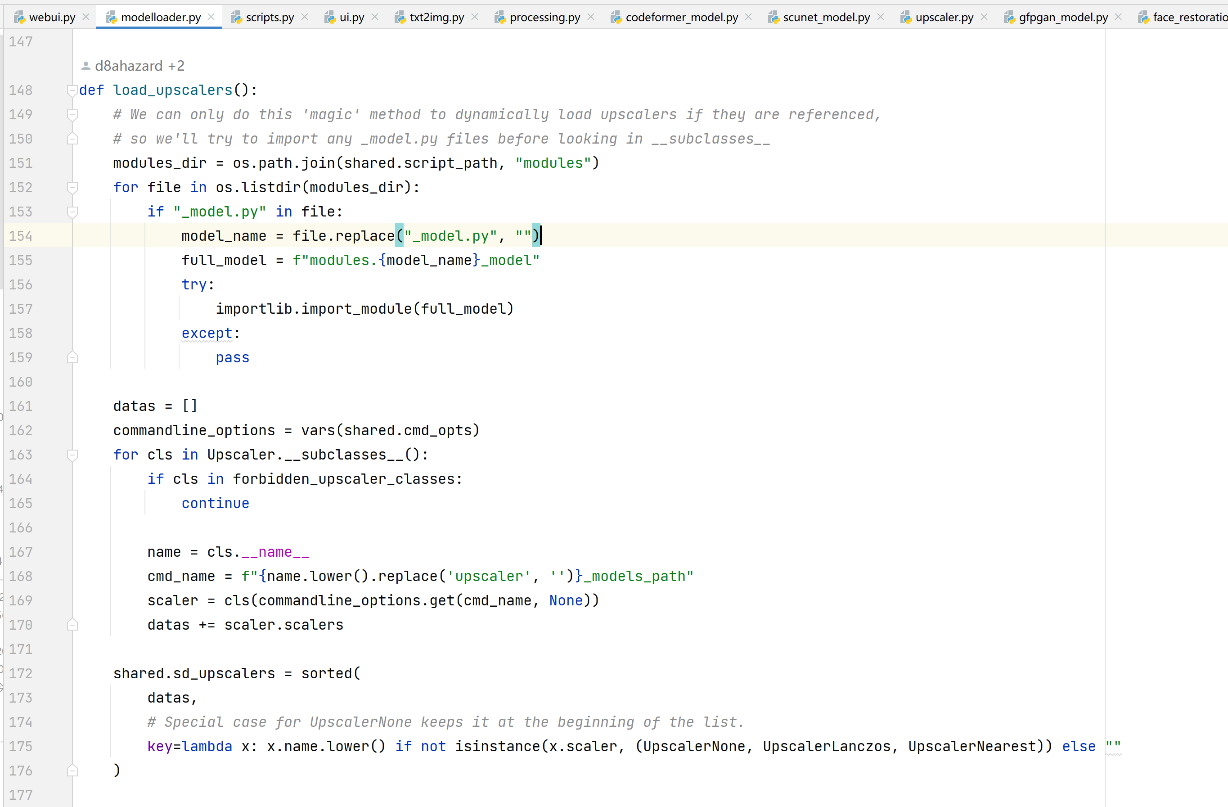 webui.py × modelloader.py × scripts.py × ui.py × txt2img.py × processing.py × codeformer_model.py × scunet_model.py × upscaler.py × gfpgan_model.py × face_restoratio
147
d8ahazard +2
148 def load_upscalers():
149     # We can only do this 'magic' method to dynamically load upscalers if they are referenced,
150     # so we'll try to import any _model.py files before looking in __subclasses__
151     modules_dir = os.path.join(shared.script_path, "modules")
152     for file in os.listdir(modules_dir):
153         if "_model.py" in file:
154             model_name = file.replace("_model.py", "")
155             full_model = f"modules.{model_name}_model"
156             try:
157                 importlib.import_module(full_model)
158             except:
159                 pass
160
161     datas = []
162     commandline_options = vars(shared.cmd_opts)
163     for cls in Upscaler.__subclasses__():
164         if cls in forbidden_upscaler_classes:
165             continue
166
167         name = cls.__name__
168         cmd_name = f"{name.lower().replace('upscaler', '')}_models_path"
169         scaler = cls(commandline_options.get(cmd_name, None))
170         datas += scaler.scalers
171
172     shared.sd_upscalers = sorted(
173         datas,
174         # Special case for UpscalerNone keeps it at the beginning of the list.
175         key=lambda x: x.name.lower() if not isinstance(x.scaler, (UpscalerNone, UpscalerLanczos, UpscalerNearest)) else ""
176     )
177